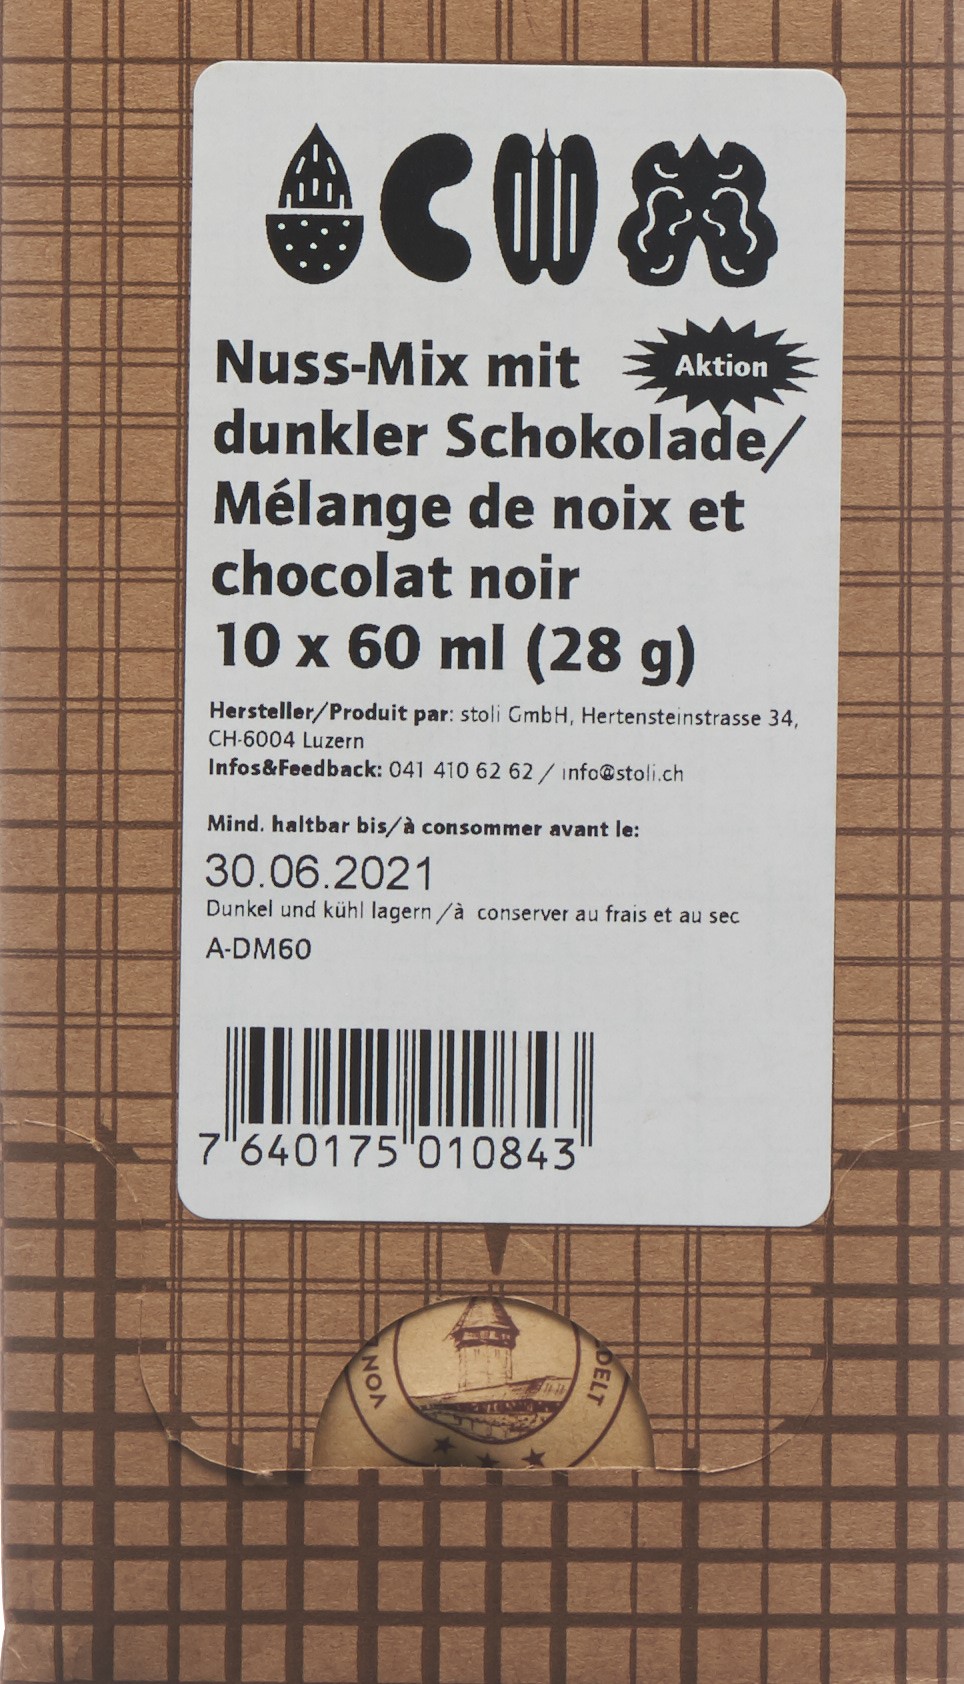 Nuss-Mix mit
Aktion
dunkler Schokolade/
Mélange de noix et
chocolat noir
10 x 60 ml (28 g)
Hersteller/Produit par: stoli GmbH, Hertensteinstrasse 34,
CH-6004 Luzern
Infos&Feedback: 041 410 62 62 / info@stoli.ch
Mind. haltbar bis/à consommer avant le:
30.06.2021
Dunkel und kühl lagern /à conserver au frais et au sec
A-DM60
7 640175 010843
VON